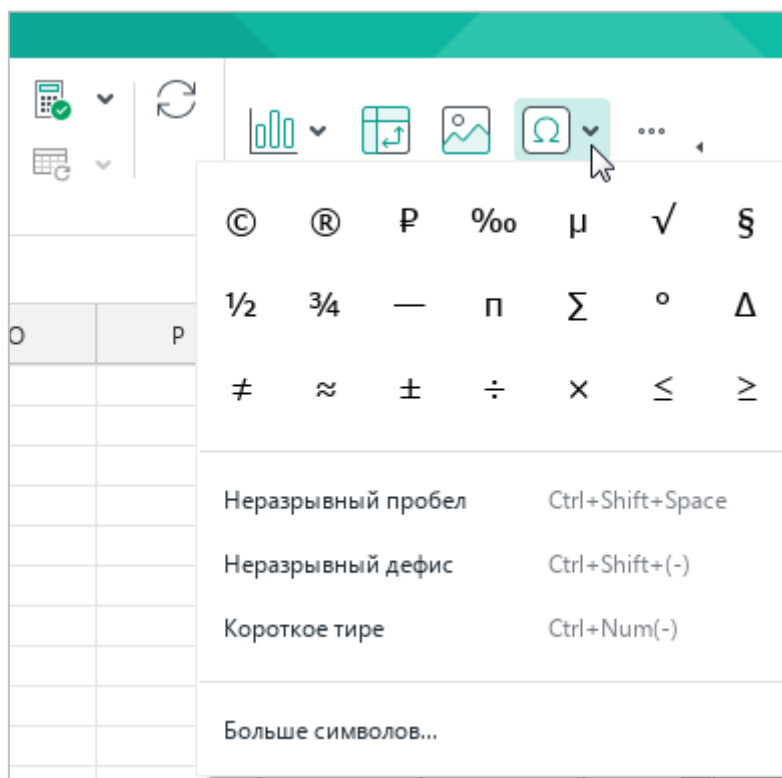 Ω
© ® ₽ ‰ µ √ §
½ ¾ — п Σ ° Δ
O P
≠ ≈ ± ÷ × ≤ ≥
Неразрывный пробел Ctrl+Shift+Space
Неразрывный дефис Ctrl+Shift+(-)
Короткое тире Ctrl+Num(-)
Больше символов...